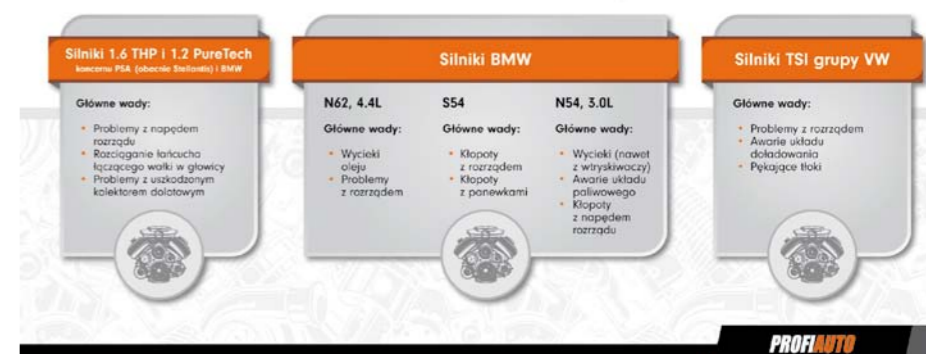 Silniki 1.6 THP i 1.2 PureTech
koncernu PSA (obecnie Stellantis) i BMW
Główne wady:
• Problemy z napędem
rozrządu
• Rozciąganie łańcucha
łączącego wałki w głowicy
• Problemy z uszkodzonym
kolektorem dolotowym
Silniki BMW
N62, 4.4L
Główne wady:
• Wycieki
oleju
• Problemy
z rozrządem
S54
Główne wady:
• Kłopoty
z rozrządem
• Kłopoty
z panewkami
N54, 3.0L
Główne wady:
• Wycieki (nawet
z wtryskiwaczy)
• Awarie układu
paliwowego
• Kłopoty
z napędem
rozrządu
Silniki TSI grupy VW
Główne wady:
• Problemy z rozrządem
• Awarie układu
doładowania
• Pękające tłoki
PROFIAUTO